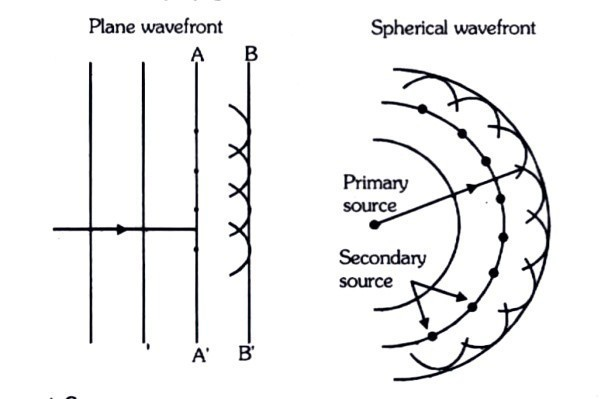 Plane wavefront
A
B
A'
B'
Spherical wavefront
Primary
source
Secondary
source